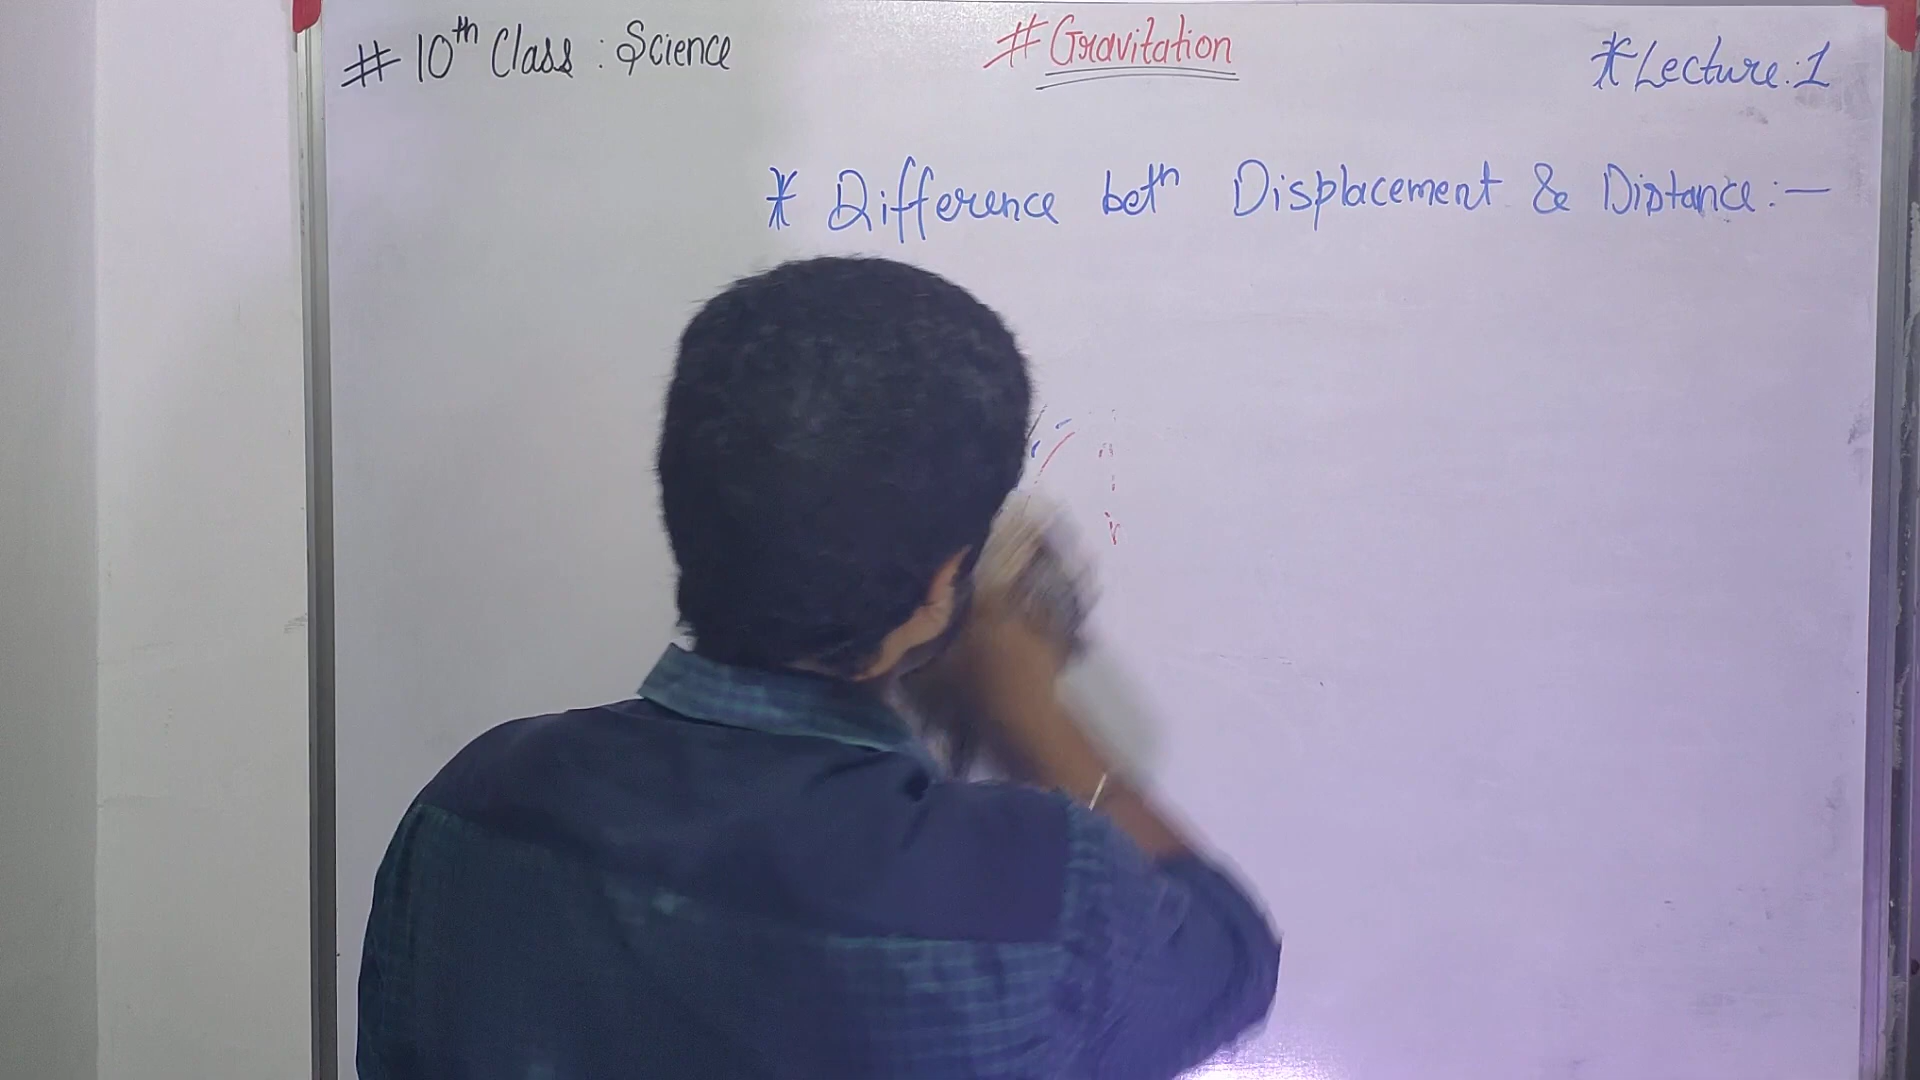 # 10th Class : Science
# Gravitation
* Lecture : 1
* Difference betn Displacement & Distance : —